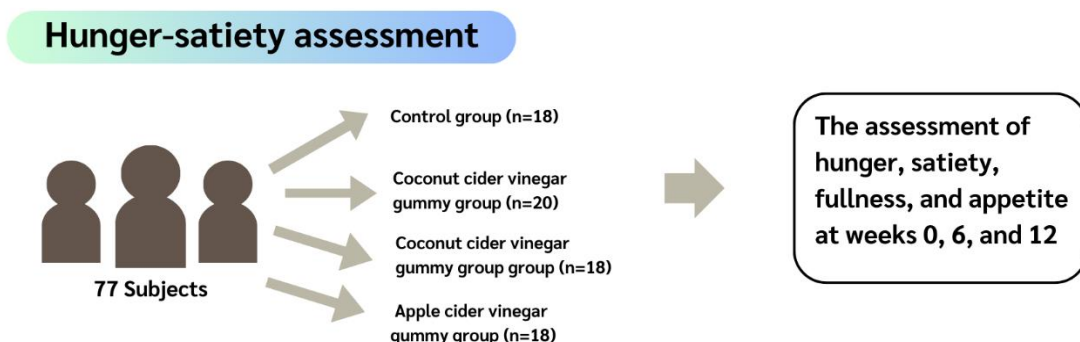 Hunger-satiety assessment
Control group (n=18)
Coconut cider vinegar
gummy group (n=20)
Coconut cider vinegar
gummy group group (n=18)
Apple cider vinegar
gummy group (n=18)
77 Subjects
The assessment of
hunger, satiety,
fullness, and appetite
at weeks 0, 6, and 12